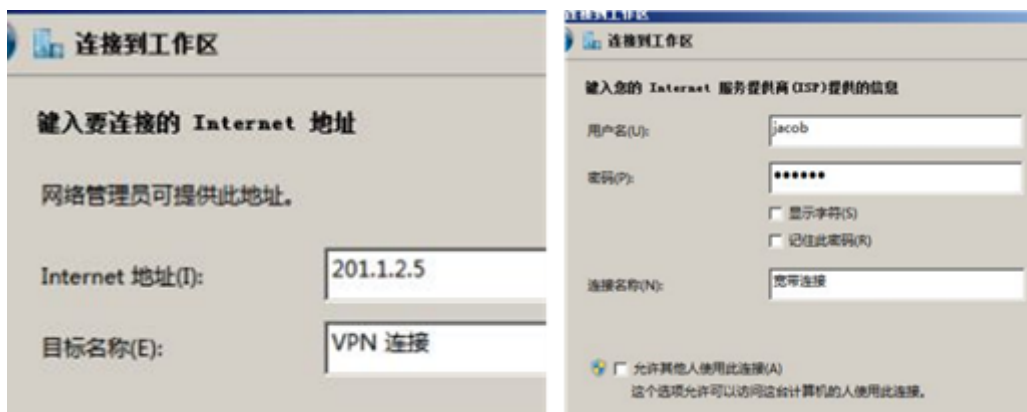 连接到工作区
键入要连接的 Internet 地址
网络管理员可提供此地址。
Internet 地址(I):
201.1.2.5
目标名称(E):
VPN 连接
连接到工作区
连接到工作区
键入您的 Internet 服务提供商(ISP)提供的信息
用户名(U):
jacob
密码(P):
••••••
显示字符(S)
记住此密码(R)
连接名称(N):
宽带连接
允许其他人使用此连接(A)
这个选项允许可以访问这台计算机的人使用此连接。